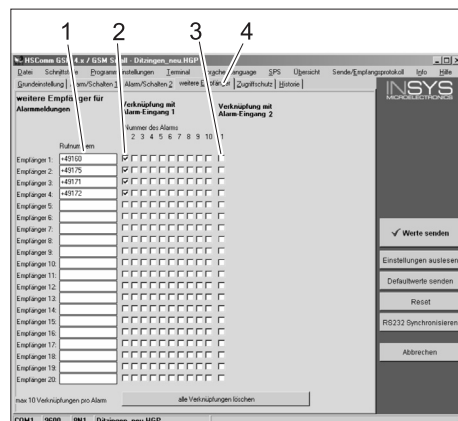 1 2 3 4
HSComm GSM 4.x / GSM Small - Ditzingen_neu.HGP
Datei Schnittstelle Programm einstellungen Terminal Sprache/Language SPS Übersicht Sende/Empfangsprotokoll Info Hilfe
Grundeinstellung Alarm/Schalten 1 Alarm/Schalten 2 weitere Empfänger Zugriffschutz Historie
weitere Empfänger für
Alarmmeldungen
Verknüpfung mit
Alarm-Eingang 1
Verknüpfung mit
Alarm-Eingang 2
INSYS
MICROELECTRONICS
Nummer des Alarms
2 3 4 5 6 7 8 9 10 1
Rufnummern
Empfänger 1: +49160
Empfänger 2: +49175
Empfänger 3: +49171
Empfänger 4: +49172
Empfänger 5:
Empfänger 6:
Empfänger 7:
Empfänger 8:
Empfänger 9:
Empfänger 10:
Empfänger 11:
Empfänger 12:
Empfänger 13:
Empfänger 14:
Empfänger 15:
Empfänger 16:
Empfänger 17:
Empfänger 18:
Empfänger 19:
Empfänger 20:
Werte senden
Einstellungen auslesen
Defaultwerte senden
Reset
RS232 Synchronisieren
Abbrechen
max 10 Verknüpfungen pro Alarm
alle Verknüpfungen löschen
COM1 9600 8N1 Ditzingen_neu.HGP